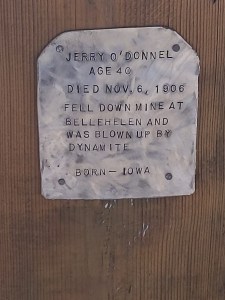 JERRY O'DONNEL
AGE 40
DIED NOV. 6, 1906
FELL DOWN MINE AT
BELLEHELEN AND
WAS BLOWN UP BY
DYNAMITE
BORN - IOWA